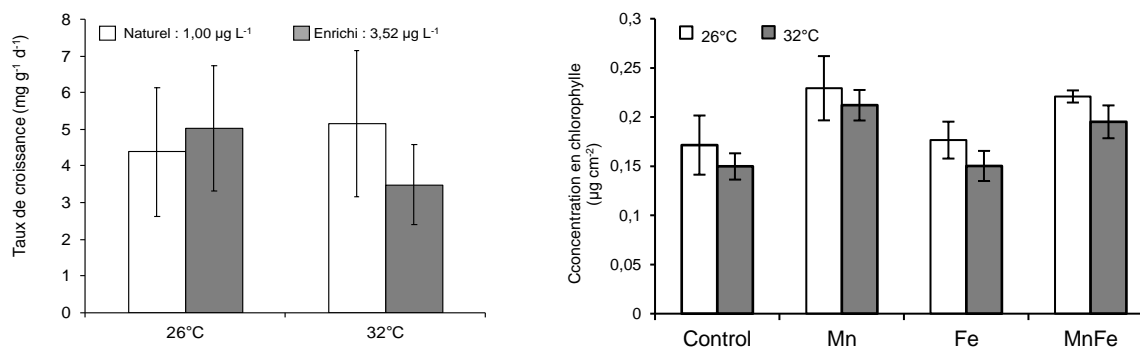 Taux de croissance (mg g⁻¹ d⁻¹)
8
7
6
5
4
3
2
1
0
Naturel : 1,00 µg L⁻¹
Enrichi : 3,52 µg L⁻¹
26°C
32°C
Cconcentration en chlorophylle
(µg cm⁻²)
0,3
0,25
0,2
0,15
0,1
0,05
0
26°C
32°C
Control
Mn
Fe
MnFe